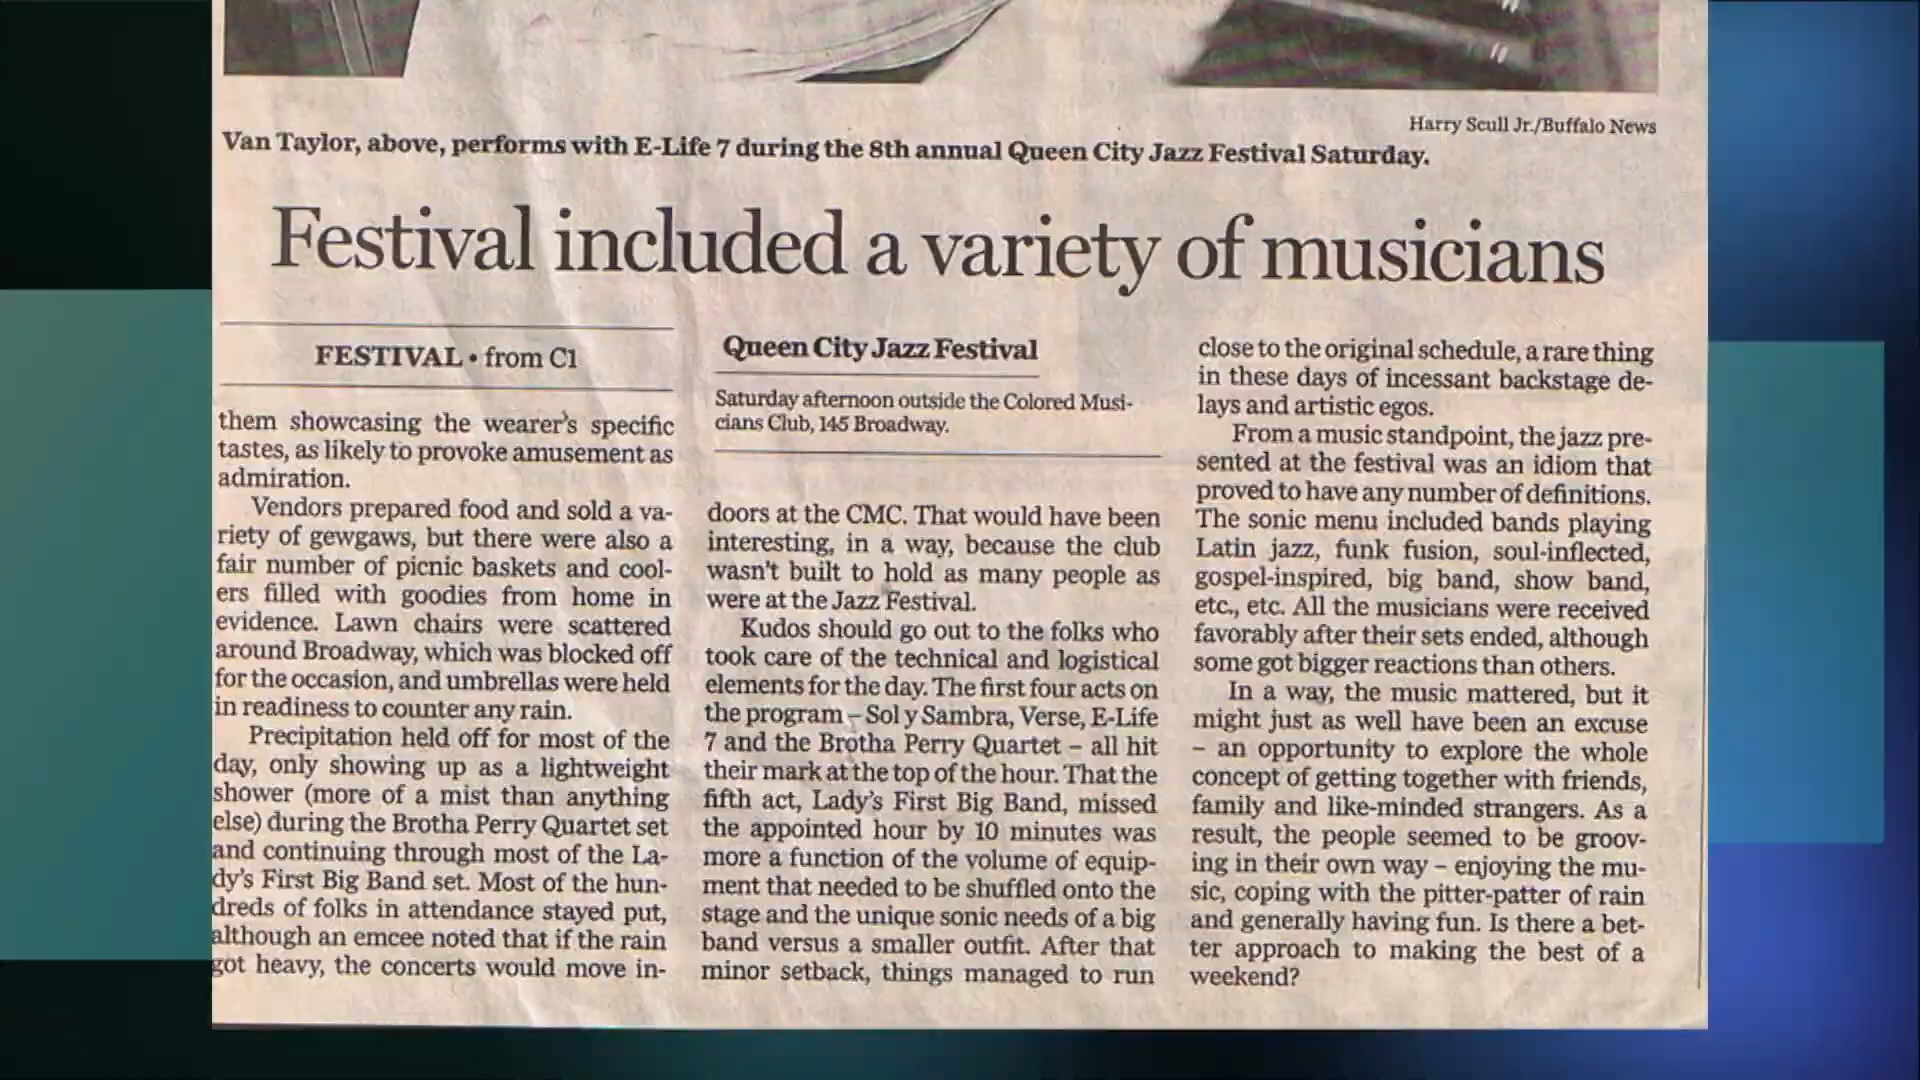 Harry Scull Jr./Buffalo News
Van Taylor, above, performs with E-Life 7 during the 8th annual Queen City Jazz Festival Saturday.
Festival included a variety of musicians
FESTIVAL • from C1
them showcasing the wearer's specific
tastes, as likely to provoke amusement as
admiration.
Vendors prepared food and sold a va-
riety of gewgaws, but there were also a
fair number of picnic baskets and cool-
ers filled with goodies from home in
evidence. Lawn chairs were scattered
around Broadway, which was blocked off
for the occasion, and umbrellas were held
in readiness to counter any rain.
Precipitation held off for most of the
day, only showing up as a lightweight
shower (more of a mist than anything
else) during the Brotha Perry Quartet set
and continuing through most of the La-
dy's First Big Band set. Most of the hun-
dreds of folks in attendance stayed put,
although an emcee noted that if the rain
got heavy, the concerts would move in-
Queen City Jazz Festival
Saturday afternoon outside the Colored Musi-
cians Club, 145 Broadway.
doors at the CMC. That would have been
interesting, in a way, because the club
wasn't built to hold as many people as
were at the Jazz Festival.
Kudos should go out to the folks who
took care of the technical and logistical
elements for the day. The first four acts on
the program – Sol y Sambra, Verse, E-Life
7 and the Brotha Perry Quartet – all hit
their mark at the top of the hour. That the
fifth act, Lady's First Big Band, missed
the appointed hour by 10 minutes was
more a function of the volume of equip-
ment that needed to be shuffled onto the
stage and the unique sonic needs of a big
band versus a smaller outfit. After that
minor setback, things managed to run
close to the original schedule, a rare thing
in these days of incessant backstage de-
lays and artistic egos.
From a music standpoint, the jazz pre-
sented at the festival was an idiom that
proved to have any number of definitions.
The sonic menu included bands playing
Latin jazz, funk fusion, soul-inflected,
gospel-inspired, big band, show band,
etc., etc. All the musicians were received
favorably after their sets ended, although
some got bigger reactions than others.
In a way, the music mattered, but it
might just as well have been an excuse
– an opportunity to explore the whole
concept of getting together with friends,
family and like-minded strangers. As a
result, the people seemed to be groov-
ing in their own way – enjoying the mu-
sic, coping with the pitter-patter of rain
and generally having fun. Is there a bet-
ter approach to making the best of a
weekend?